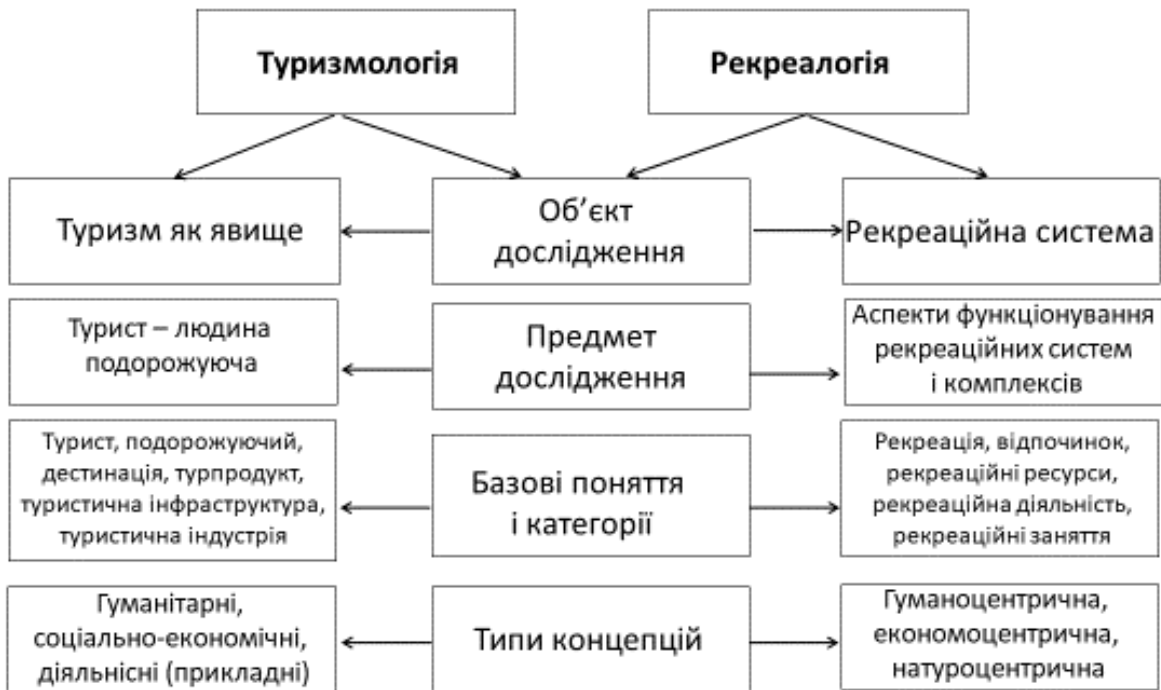 Туризмологія
Рекреалогія
Туризм як явище
Об’єкт
дослідження
Рекреаційна система
Турист – людина
подорожуюча
Предмет
дослідження
Аспекти функціонування
рекреаційних систем
і комплексів
Турист, подорожуючий,
дестинація, турпродукт,
туристична інфраструктура,
туристична індустрія
Базові поняття
і категорії
Рекреація, відпочинок,
рекреаційні ресурси,
рекреаційна діяльність,
рекреаційні заняття
Гуманітарні,
соціально-економічні,
діяльнісні (прикладні)
Типи концепцій
Гуманоцентрична,
економоцентрична,
натуроцентрична